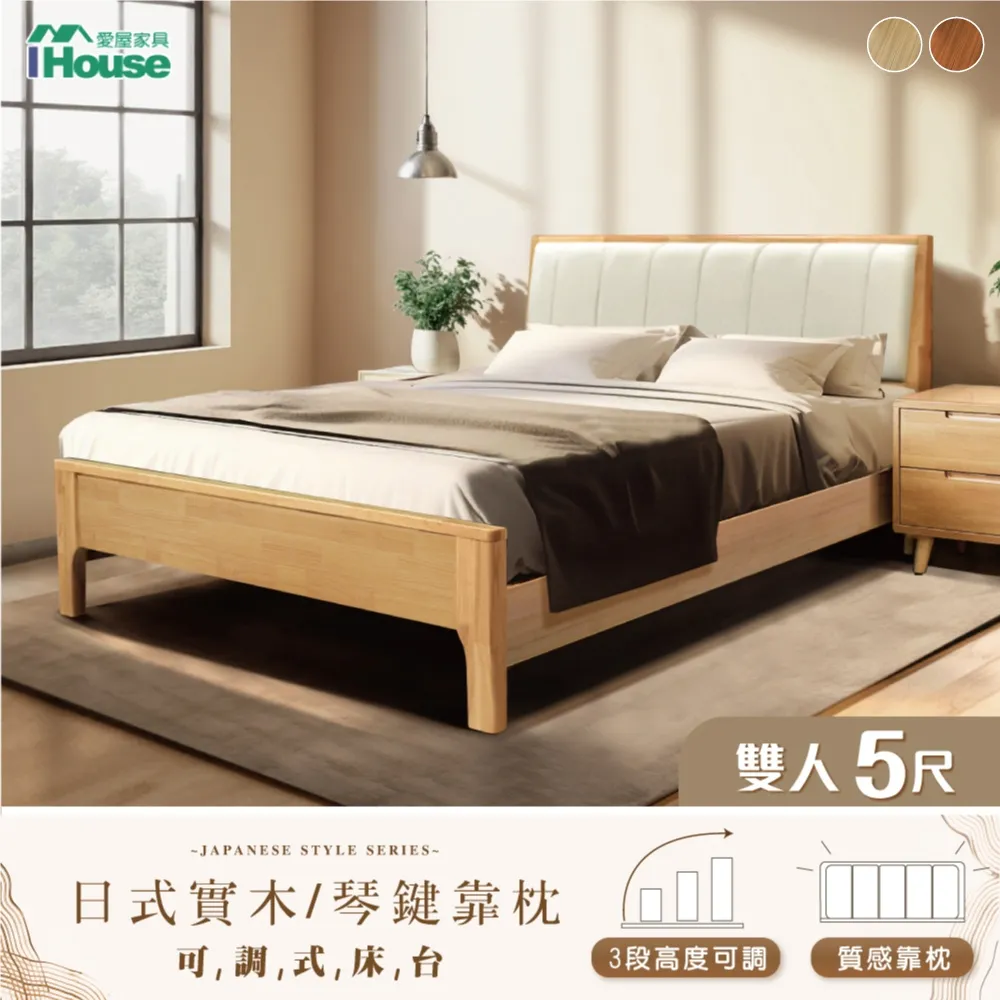 愛屋家具
iHouse
雙人5尺
~JAPANESE STYLE SERIES~
日式實木/琴鍵靠枕
可,調,式,床,台
3段高度可調
質感靠枕